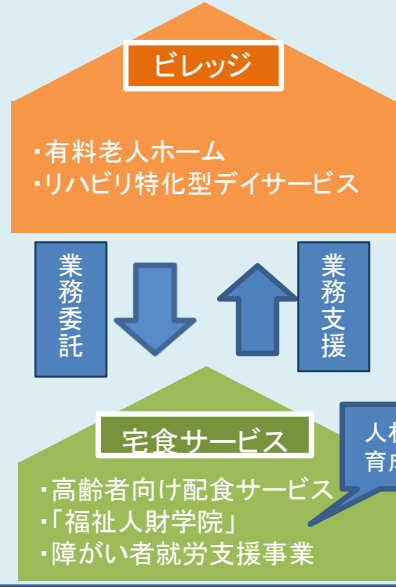 ビレッジ
・有料老人ホーム
・リハビリ特化型デイサービス
業務委託
業務支援
宅食サービス
・高齢者向け配食サービス
・「福祉人財学院」
・障がい者就労支援事業
育成